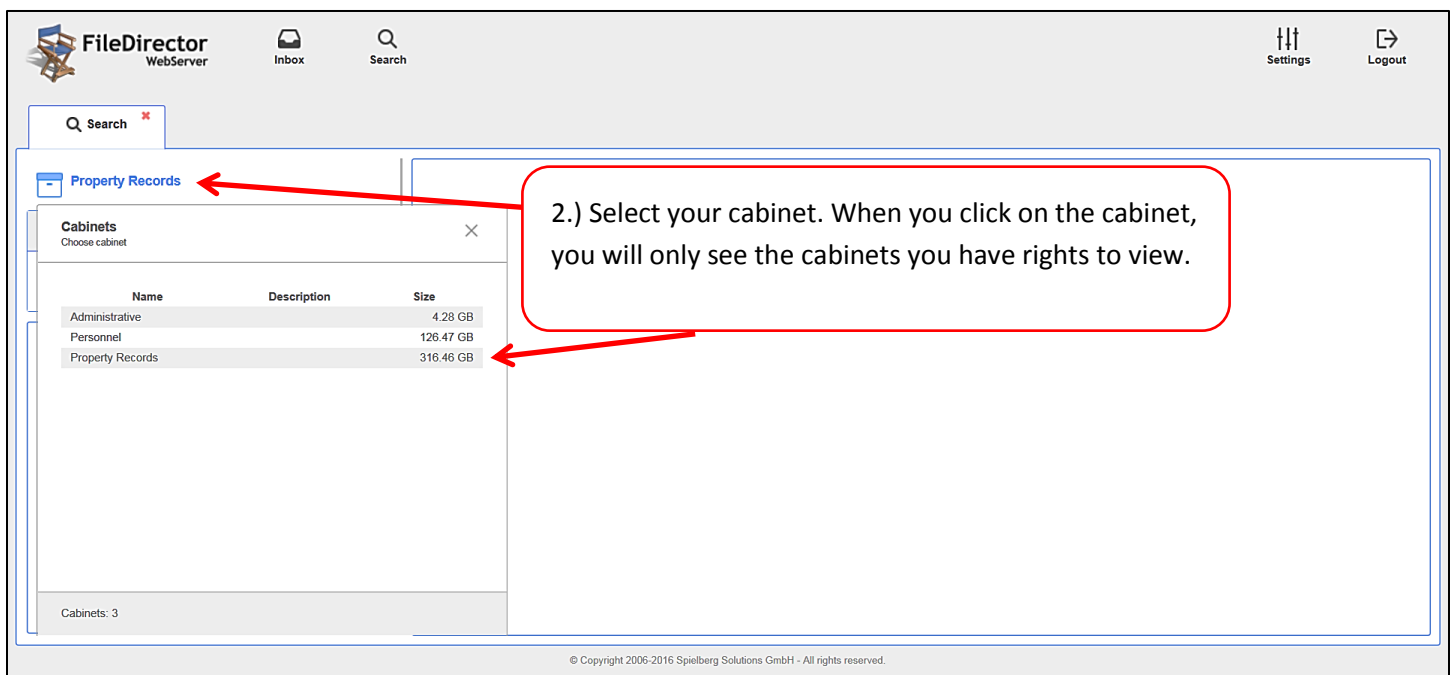 FileDirector
WebServer
Inbox
Search
Settings
Logout
Search
Property Records
Cabinets
Choose cabinet
Name Description Size
Administrative 4.28 GB
Personnel 126.47 GB
Property Records 316.46 GB
Cabinets: 3
2.) Select your cabinet. When you click on the cabinet,
you will only see the cabinets you have rights to view.
© Copyright 2006-2016 Spielberg Solutions GmbH - All rights reserved.